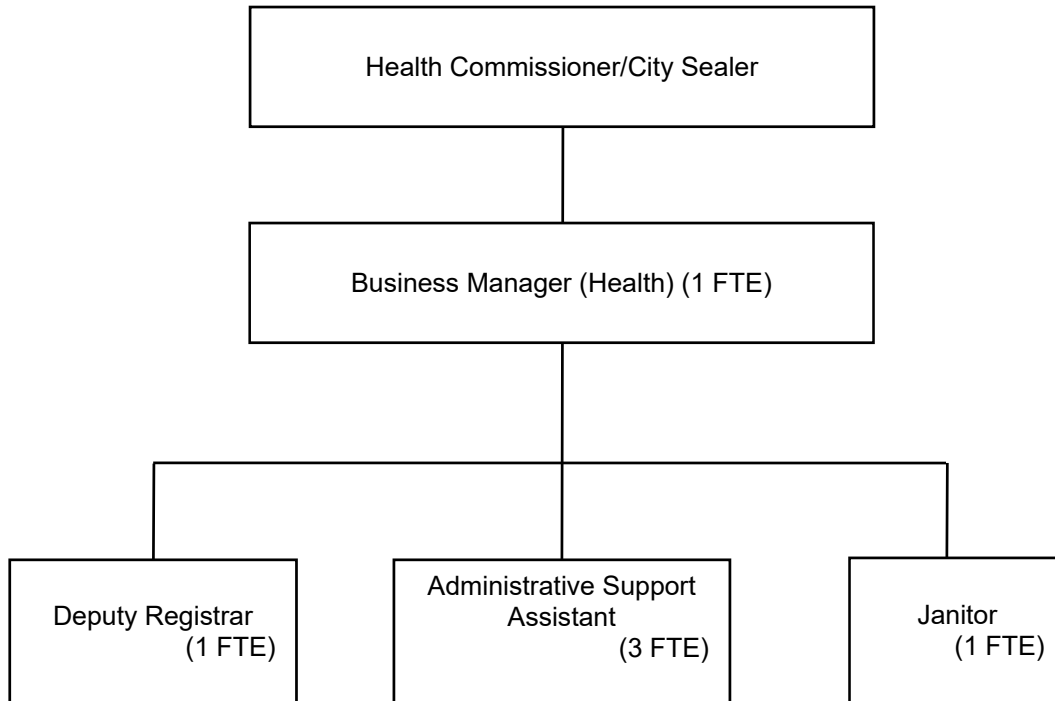 Health Commissioner/City Sealer
Business Manager (Health) (1 FTE)
Deputy Registrar
(1 FTE)
Administrative Support
Assistant
(3 FTE)
Janitor
(1 FTE)